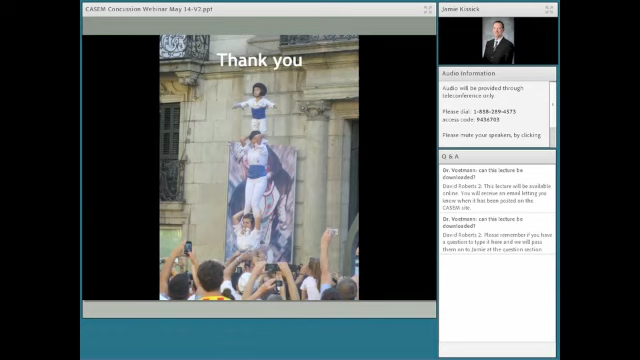 CASEM Concussion Webinar May 14-V2.ppt
Thank you
Jamie Kissick
Audio Information
Audio will be provided through
teleconference only.
Please dial: 1-888-289-4573
access code: 9436703
Please mute your speakers, by clicking
Q & A
Dr. Vostmann: can this lecture be
downloaded?
David Roberts 2: This lecture will be available
online. You will receive an email letting you
know when it has been posted on the
CASEM site.
Dr. Vostmann: can this lecture be
downloaded?
David Roberts 2: Please remember if you have
a question to type it here and we will pass
them on to Jamie at the question section.